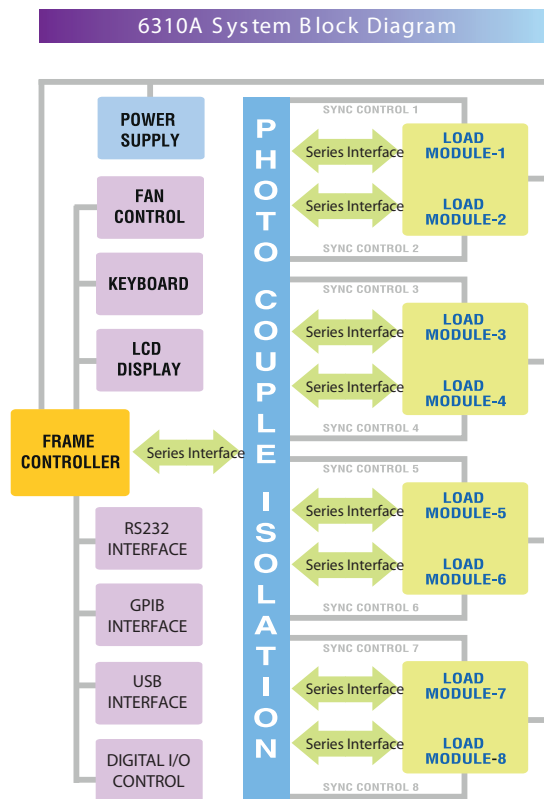 6310A System Block Diagram
POWER
SUPPLY
FAN
CONTROL
KEYBOARD
LCD
DISPLAY
FRAME
CONTROLLER
Series Interface
RS232
INTERFACE
GPIB
INTERFACE
USB
INTERFACE
DIGITAL I/O
CONTROL
PHOTO COUPLE ISOLATION
SYNC CONTROL 1
Series Interface
LOAD
MODULE-1
Series Interface
LOAD
MODULE-2
SYNC CONTROL 2
SYNC CONTROL 3
Series Interface
LOAD
MODULE-3
Series Interface
LOAD
MODULE-4
SYNC CONTROL 4
SYNC CONTROL 5
Series Interface
LOAD
MODULE-5
Series Interface
LOAD
MODULE-6
SYNC CONTROL 6
SYNC CONTROL 7
Series Interface
LOAD
MODULE-7
Series Interface
LOAD
MODULE-8
SYNC CONTROL 8